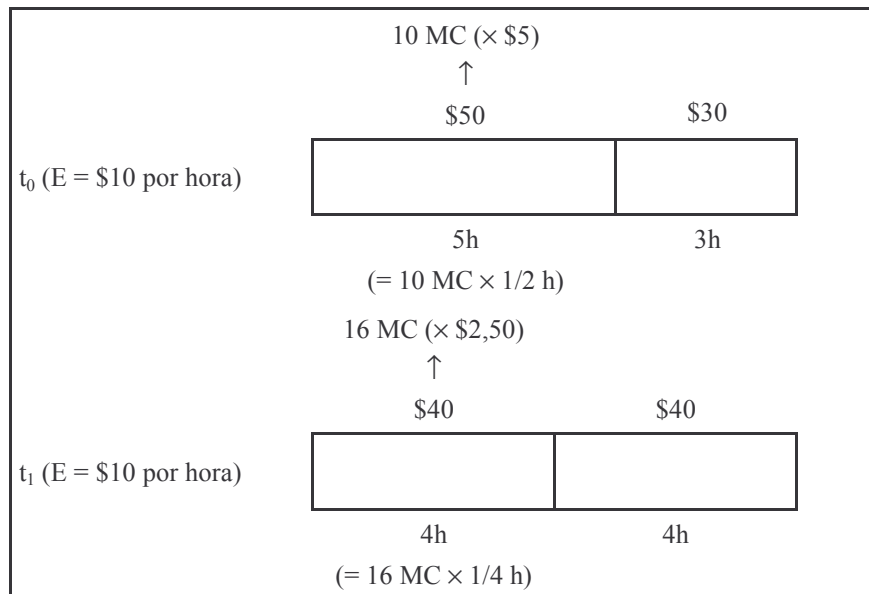 10 MC (× $5)
↑
$50 $30
t₀ (E = $10 por hora)
5h 3h
(= 10 MC × 1/2 h)
16 MC (× $2,50)
↑
$40 $40
t₁ (E = $10 por hora)
4h 4h
(= 16 MC × 1/4 h)